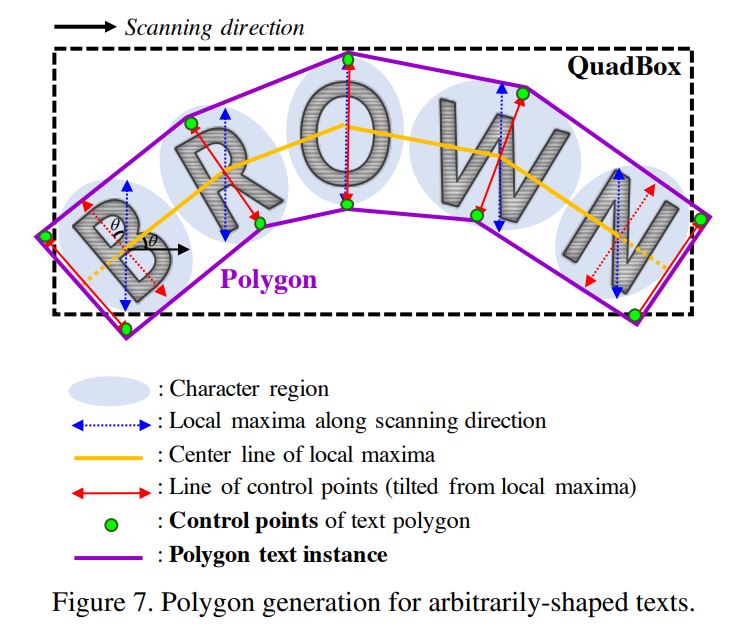 Scanning direction
QuadBox
BROWN
θ
θ
Polygon
: Character region
: Local maxima along scanning direction
: Center line of local maxima
: Line of control points (tilted from local maxima)
: Control points of text polygon
: Polygon text instance
Figure 7. Polygon generation for arbitrarily-shaped texts.